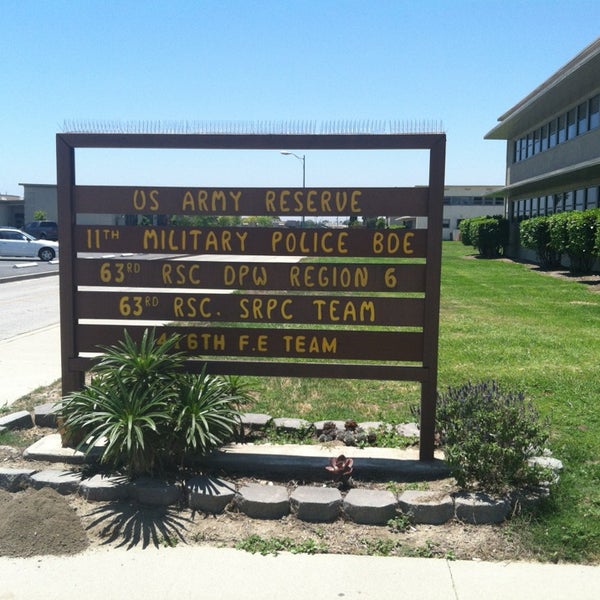 US ARMY RESERVE
11TH MILITARY POLICE BDE
63RD RSC DPW REGION 6
63RD RSC. SRPC TEAM
F.E TEAM